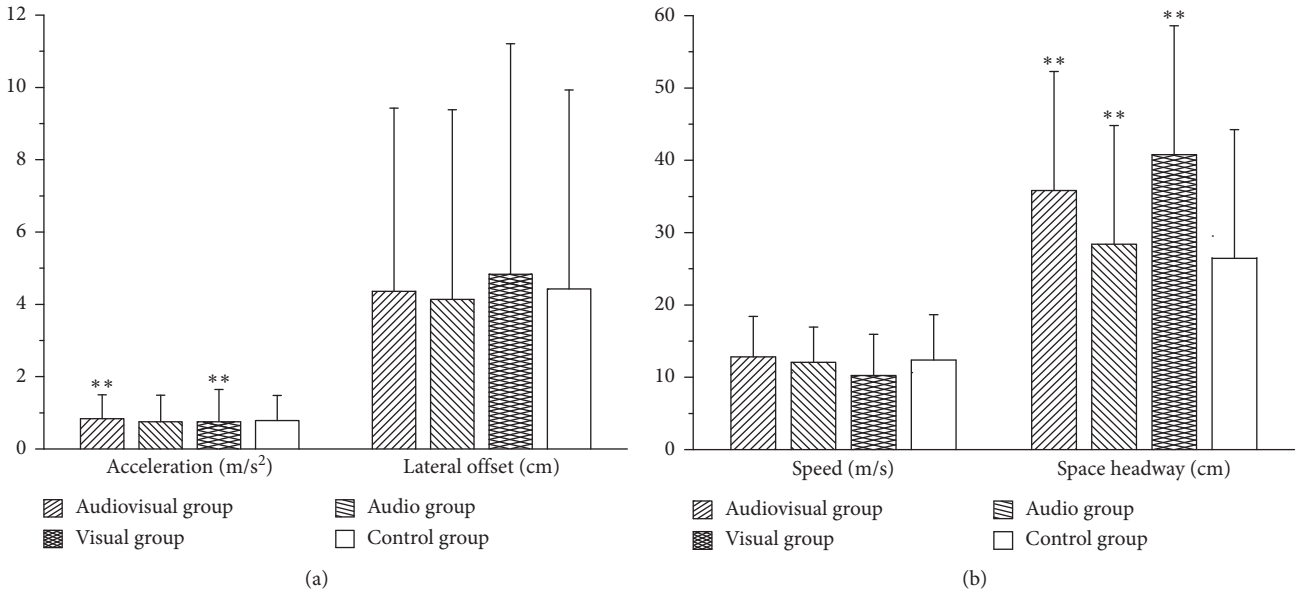 12
10
8
6
4
2
0
** **
Acceleration (m/s²) Lateral offset (cm)
Audiovisual group Audio group
Visual group Control group
(a)
60
50
40
30
20
10
0
** ** **
Speed (m/s) Space headway (cm)
Audiovisual group Audio group
Visual group Control group
(b)